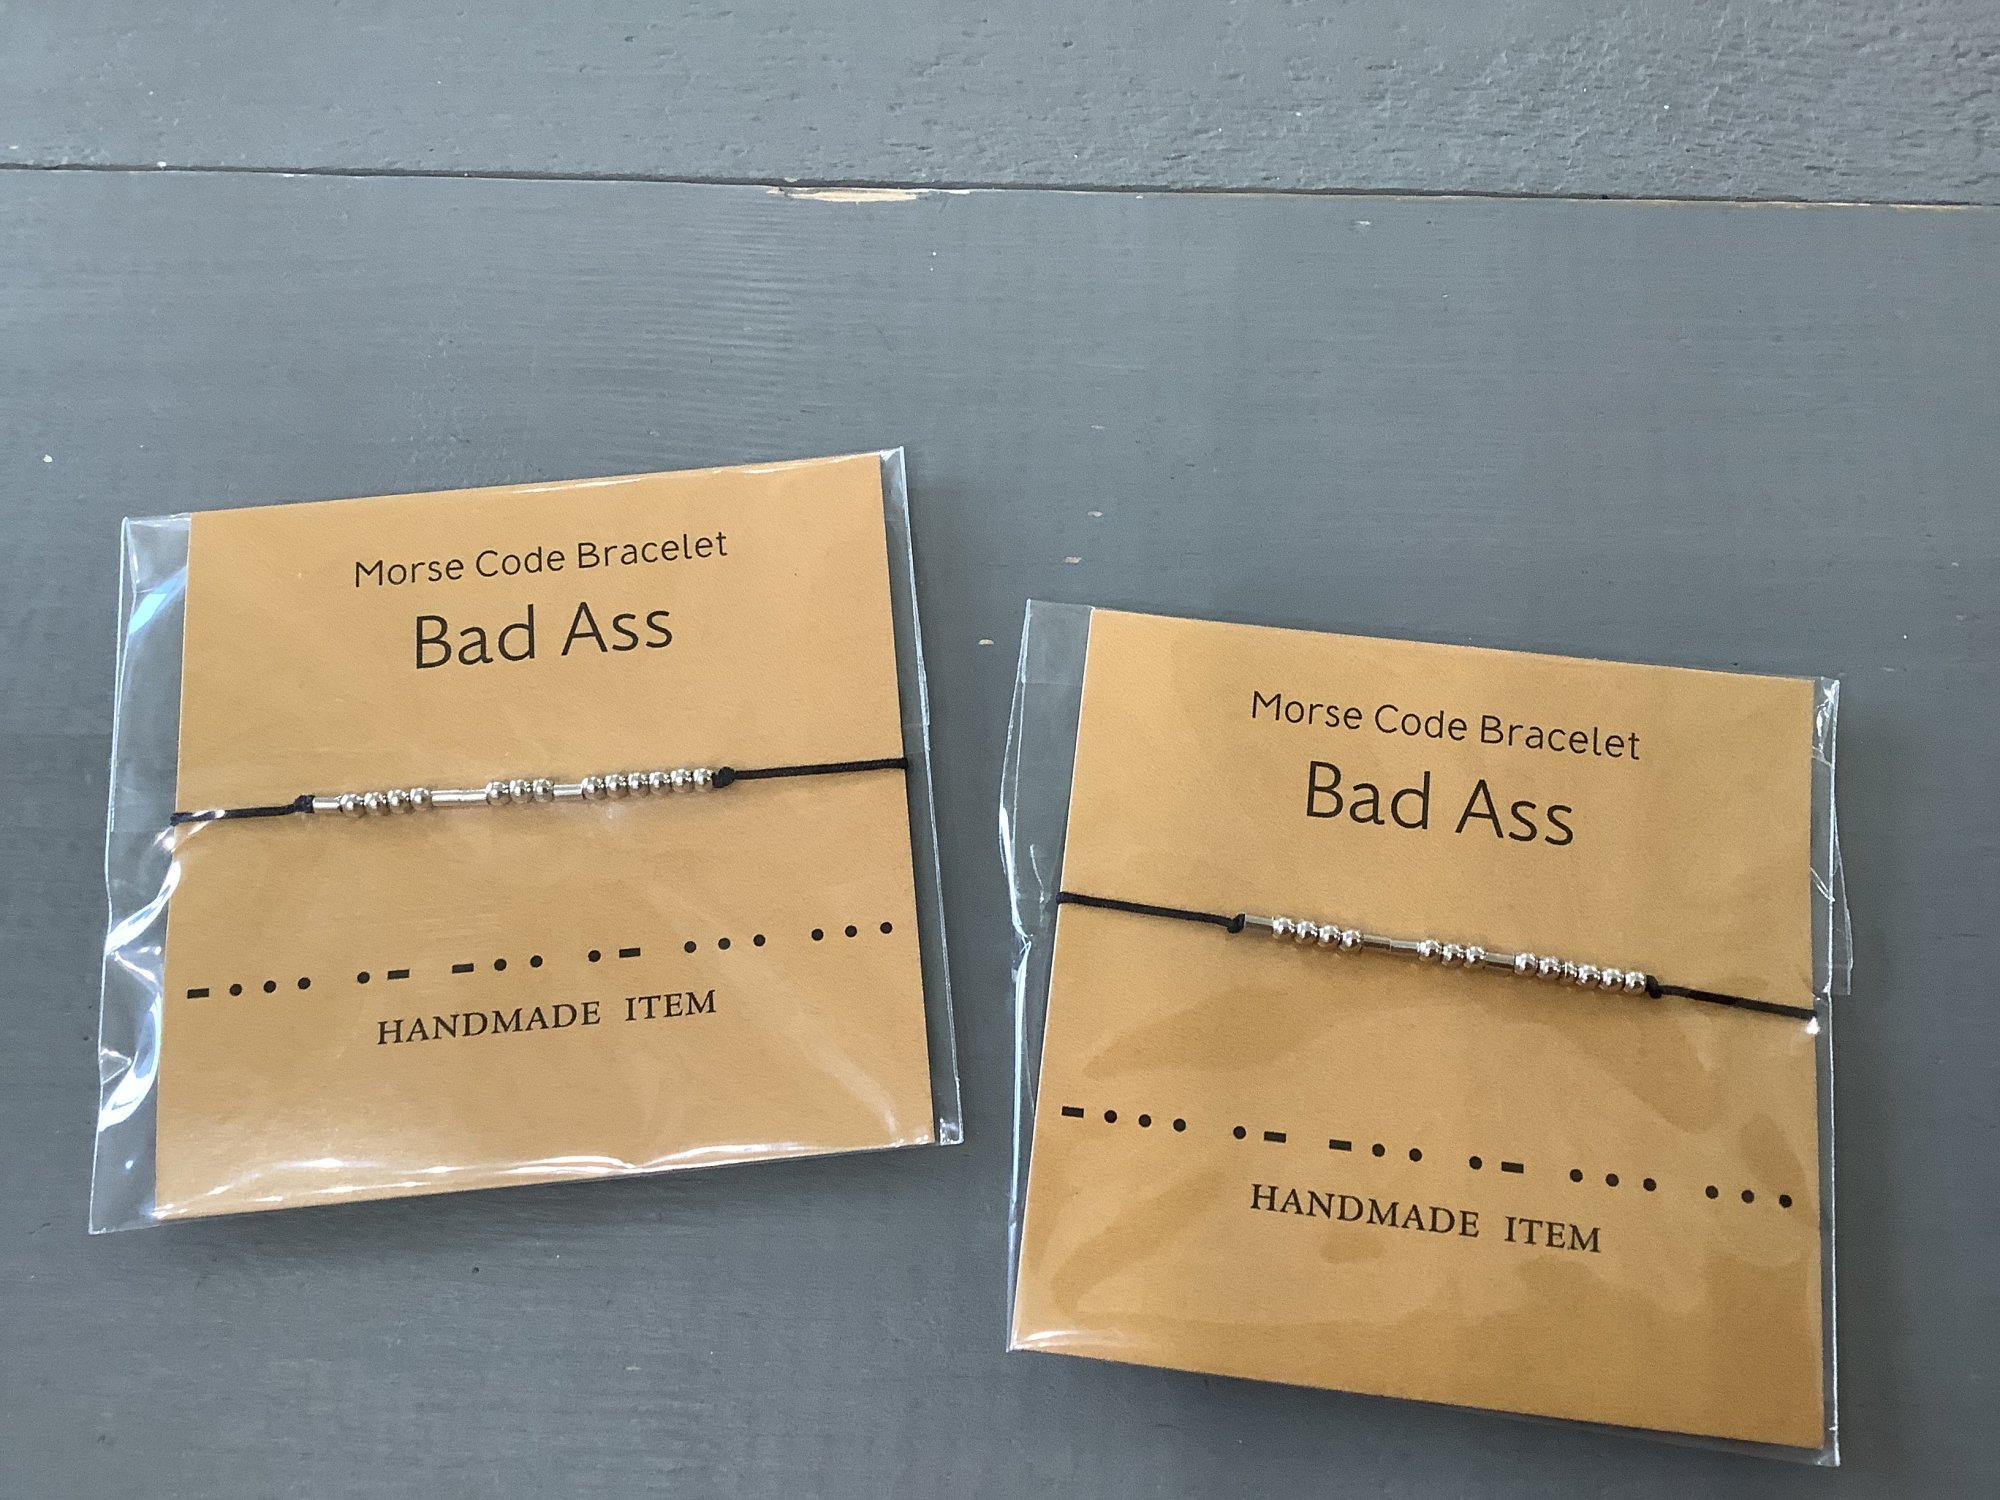 Morse Code Bracelet
Bad Ass
-••• •- -•• •- ••• •••
HANDMADE ITEM
Morse Code Bracelet
Bad Ass
-••• •- -•• •- ••• •••
HANDMADE ITEM